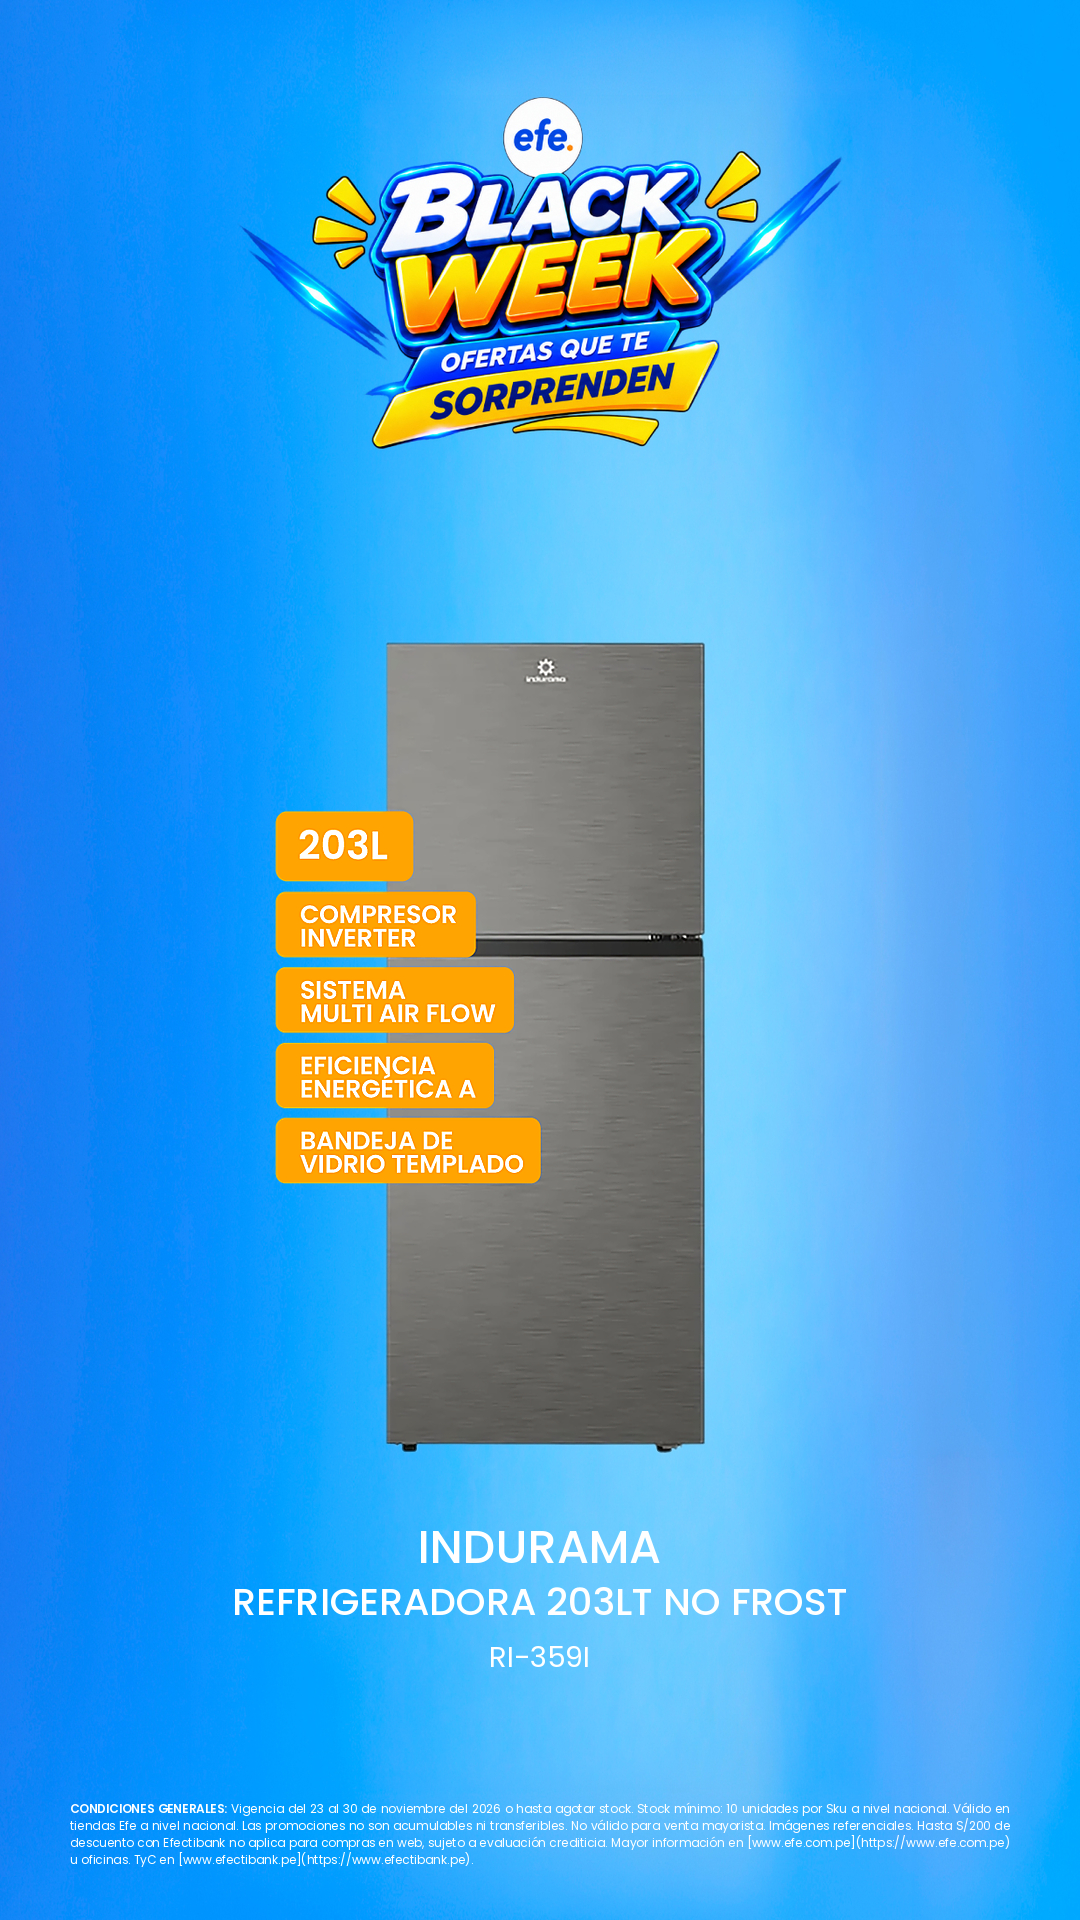 efe.
BLACK
WEEK
OFERTAS QUE TE
SORPRENDEN
indurama
203L
COMPRESOR
INVERTER
SISTEMA
MULTI AIR FLOW
EFICIENCIA
ENERGÉTICA A
BANDEJA DE
VIDRIO TEMPLADO
INDURAMA
REFRIGERADORA 203LT NO FROST
RI-359I
CONDICIONES GENERALES: Vigencia del 23 al 30 de noviembre del 2026 o hasta agotar stock. Stock mínimo: 10 unidades por Sku a nivel nacional. Válido en
tiendas Efe a nivel nacional. Las promociones no son acumulables ni transferibles. No válido para venta mayorista. Imágenes referenciales. Hasta S/200 de
descuento con Efectibank no aplica para compras en web, sujeto a evaluación crediticia. Mayor información en [www.efe.com.pe](https://www.efe.com.pe)
u oficinas. TyC en [www.efectibank.pe](https://www.efectibank.pe).